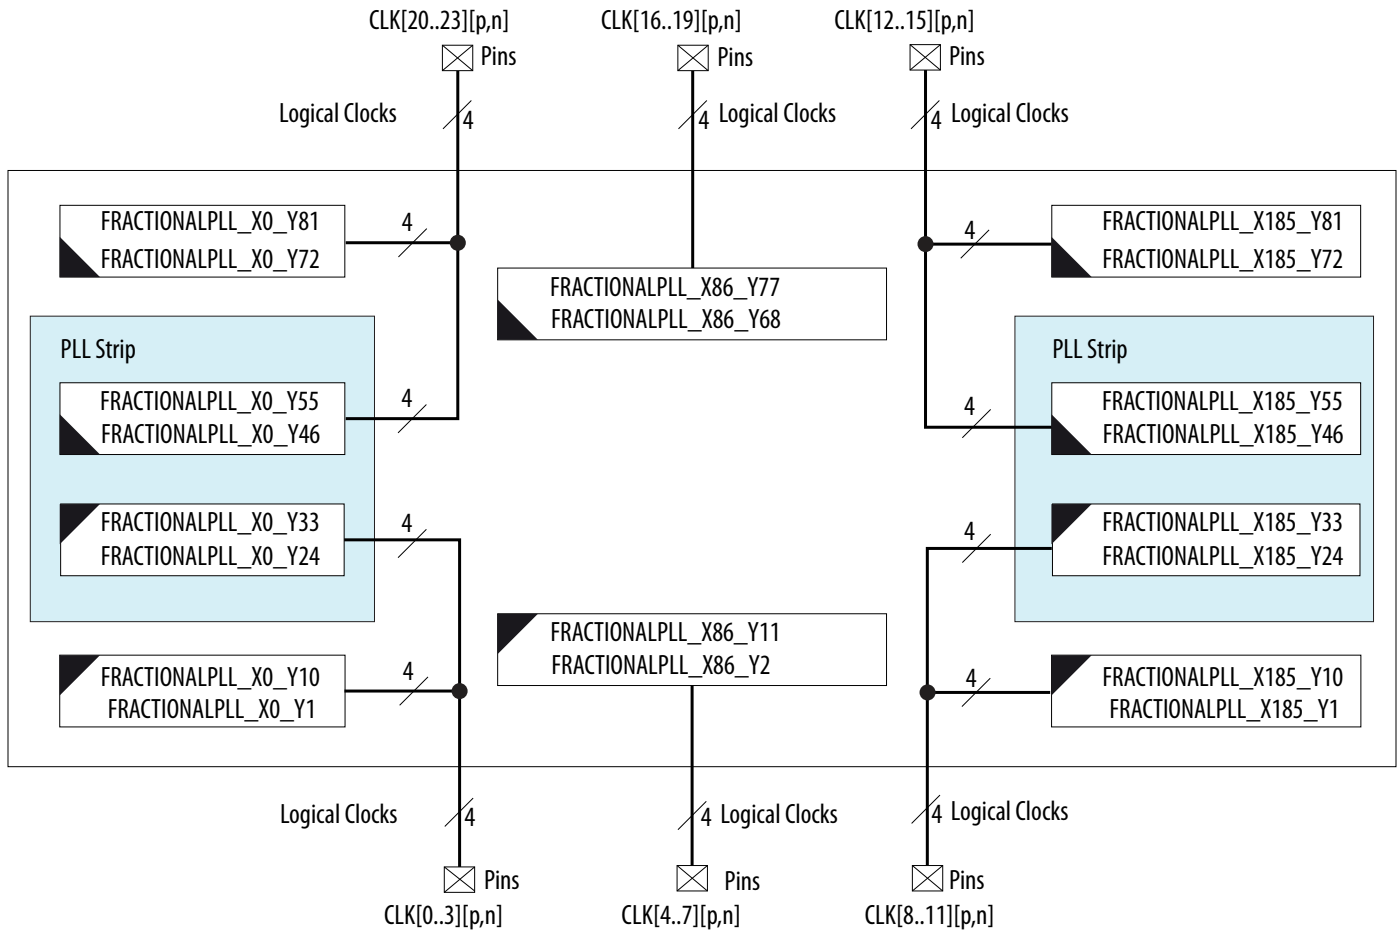 CLK[20..23][p,n]
CLK[16..19][p,n]
CLK[12..15][p,n]
Pins
Pins
Pins
Logical Clocks
4
4
Logical Clocks
4
Logical Clocks
FRACTIONALPLL_X0_Y81
FRACTIONALPLL_X0_Y72
4
4
FRACTIONALPLL_X185_Y81
FRACTIONALPLL_X185_Y72
FRACTIONALPLL_X86_Y77
FRACTIONALPLL_X86_Y68
PLL Strip
PLL Strip
FRACTIONALPLL_X0_Y55
FRACTIONALPLL_X0_Y46
4
4
FRACTIONALPLL_X185_Y55
FRACTIONALPLL_X185_Y46
FRACTIONALPLL_X0_Y33
FRACTIONALPLL_X0_Y24
4
4
FRACTIONALPLL_X185_Y33
FRACTIONALPLL_X185_Y24
FRACTIONALPLL_X86_Y11
FRACTIONALPLL_X86_Y2
FRACTIONALPLL_X0_Y10
FRACTIONALPLL_X0_Y1
4
4
FRACTIONALPLL_X185_Y10
FRACTIONALPLL_X185_Y1
Logical Clocks
4
4
Logical Clocks
4
Logical Clocks
Pins
Pins
Pins
CLK[0..3][p,n]
CLK[4..7][p,n]
CLK[8..11][p,n]